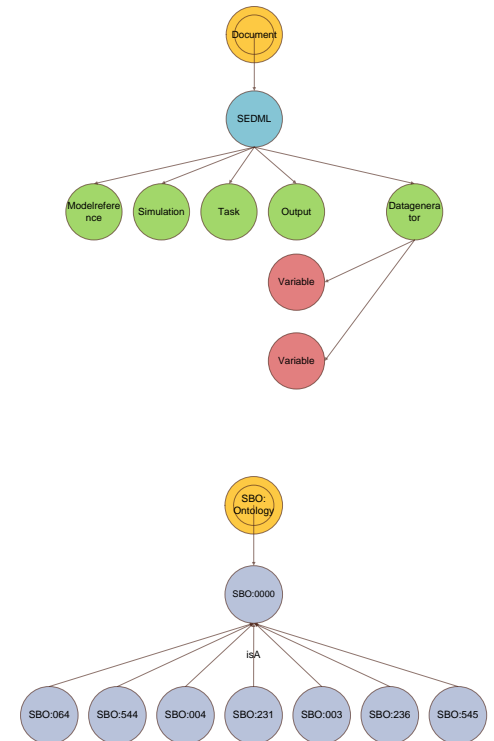 Document
SEDML
Modelrefere
nce
Simulation
Task
Output
Datagenera
tor
Variable
Variable
SBO:
Ontology
SBO:0000
isA
SBO:064
SBO:544
SBO:004
SBO:231
SBO:003
SBO:236
SBO:545